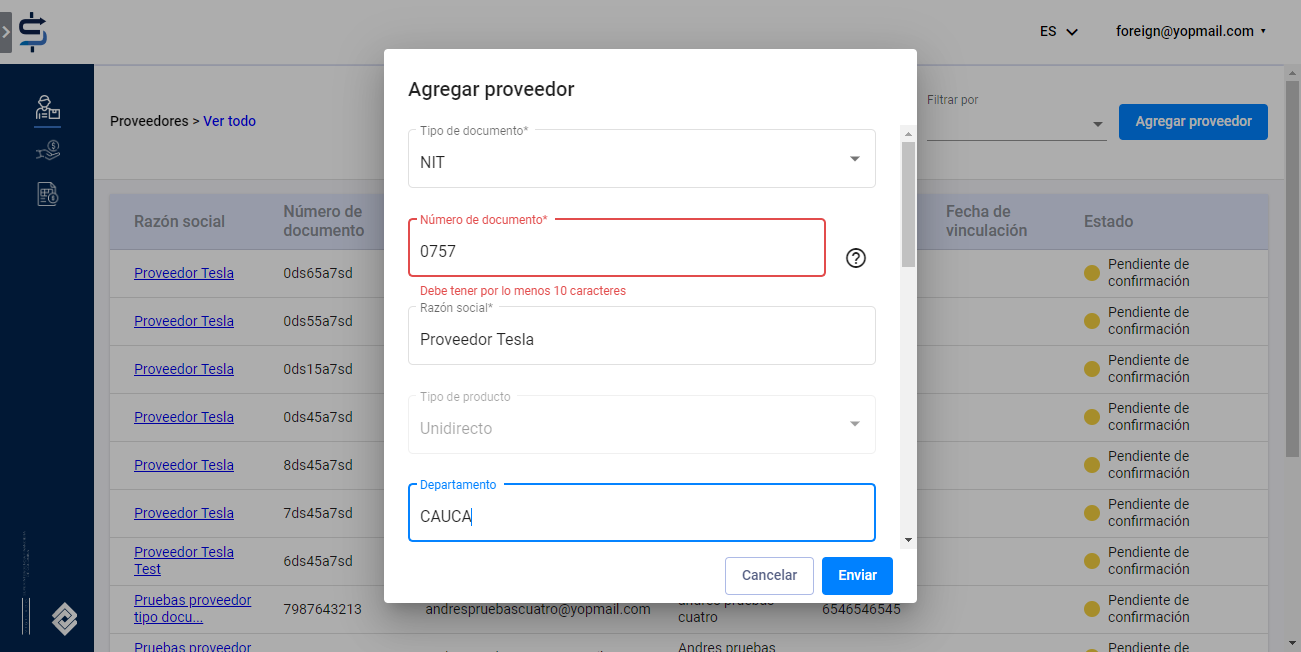 ES
foreign@yopmail.com
Agregar proveedor
Proveedores > Ver todo
Filtrar por
Agregar proveedor
Tipo de documento*
NIT
Número de documento*
0757
Debe tener por lo menos 10 caracteres
Razón social*
Proveedor Tesla
Tipo de producto
Unidirecto
Departamento
CAUCA
Cancelar
Enviar
Razón social
Número de documento
Fecha de vinculación
Estado
Proveedor Tesla
0ds65a7sd
Pendiente de confirmación
Proveedor Tesla
0ds55a7sd
Pendiente de confirmación
Proveedor Tesla
0ds15a7sd
Pendiente de confirmación
Proveedor Tesla
0ds45a7sd
Pendiente de confirmación
Proveedor Tesla
8ds45a7sd
Pendiente de confirmación
Proveedor Tesla
7ds45a7sd
Pendiente de confirmación
Proveedor Tesla Test
6ds45a7sd
Pendiente de confirmación
Pruebas proveedor tipo docu...
7987643213
andrespruebascuatro@yopmail.com
andres pruebas cuatro
6546546545
Pendiente de confirmación
Pruebas proveedor
Andres pruebas
Pendiente de